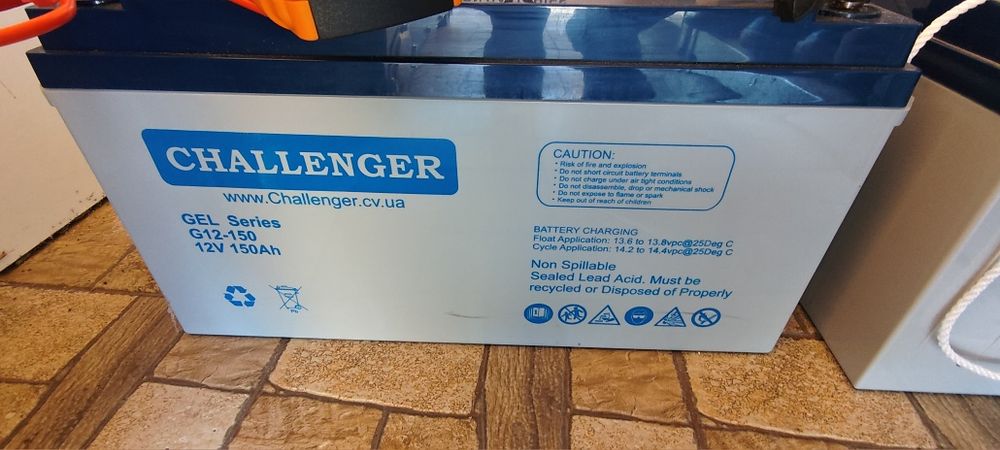 CHALLENGER
www.Challenger.cv.ua
GEL Series
G12-150
12V 150Ah
Pb
CAUTION:
• Risk of fire and explosion
• Do not short circuit battery terminals
• Do not charge under air tight conditions
• Do not disassemble, drop or mechanical shock
• Do not expose to flame or spark
• Keep out of reach of children
BATTERY CHARGING
Float Application: 13.6 to 13.8vpc@25Deg C
Cycle Application: 14.2 to 14.4vpc@25Deg C
Non Spillable
Sealed Lead Acid. Must be
recycled or Disposed of Properly